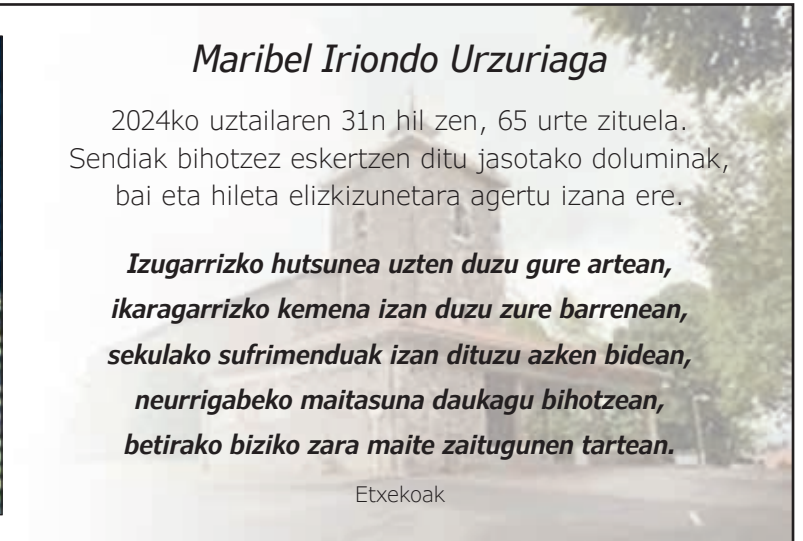 Maribel Iriondo Urzuriaga
2024ko uztailaren 31n hil zen, 65 urte zituela.
Sendiak bihotzez eskertzen ditu jasotako doluminak,
bai eta hileta elizkizunetara agertu izana ere.
Izugarrizko hutsunea uzten duzu gure artean,
ikaragarrizko kemena izan duzu zure barrenean,
sekulako sufrimenduak izan dituzu azken bidean,
neurrigabeko maitasuna daukagu bihotzean,
betirako biziko zara maite zaitugunen tartean.
Etxekoak